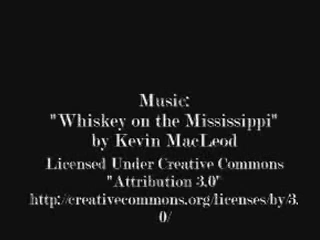 Music:
"Whiskey on the Mississippi"
by Kevin MacLeod
Licensed Under Creative Commons
"Attribution 3.0"
http://creativecommons.org/licenses/by/3.
0/